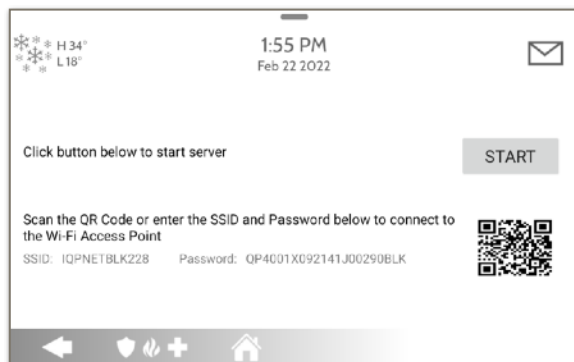 H 34°
L 18°
1:55 PM
Feb 22 2022
Click button below to start server
START
Scan the QR Code or enter the SSID and Password below to connect to
the Wi-Fi Access Point
SSID: IQPNETBLK228 Password: QP4001X092141J00290BLK